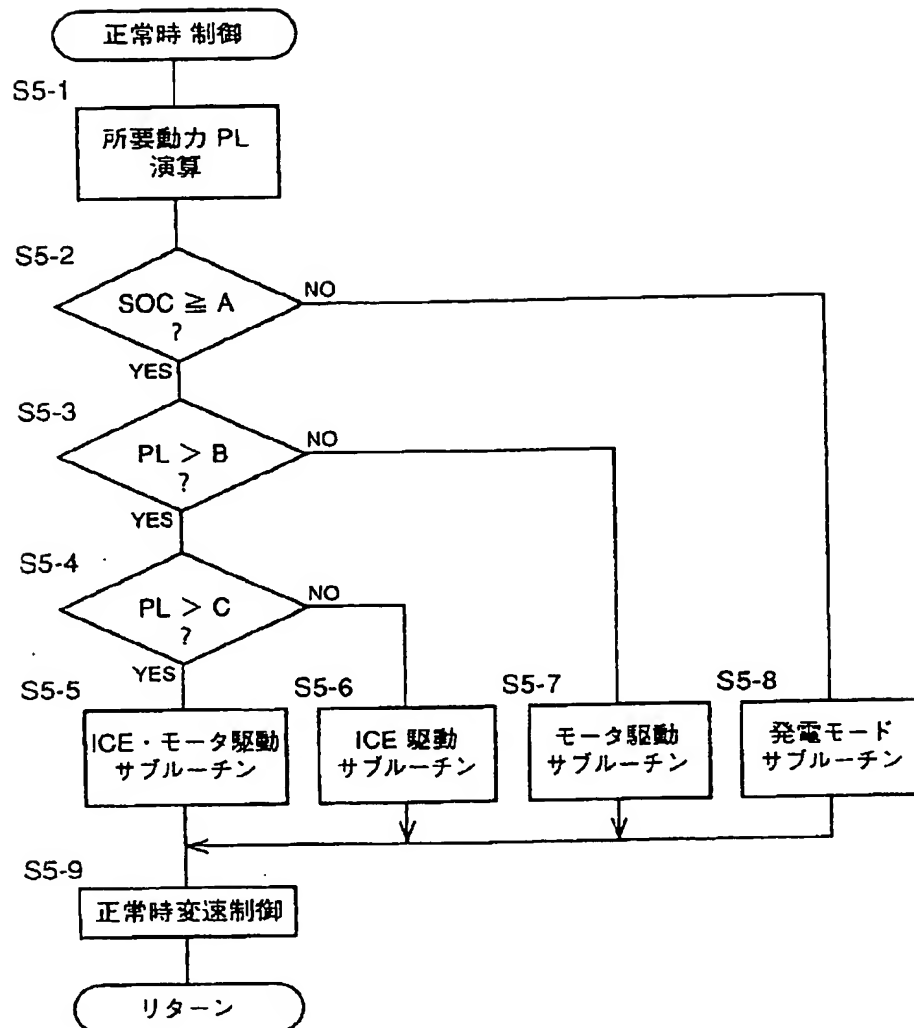 正常時 制御
S5-1
所要動力 PL
演算
S5-2
SOC ≧ A
?
NO
YES
S5-3
PL > B
?
NO
YES
S5-4
PL > C
?
NO
YES
S5-5
ICE・モータ駆動
サブルーチン
S5-6
ICE 駆動
サブルーチン
S5-7
モータ駆動
サブルーチン
S5-8
発電モード
サブルーチン
S5-9
正常時変速制御
リターン